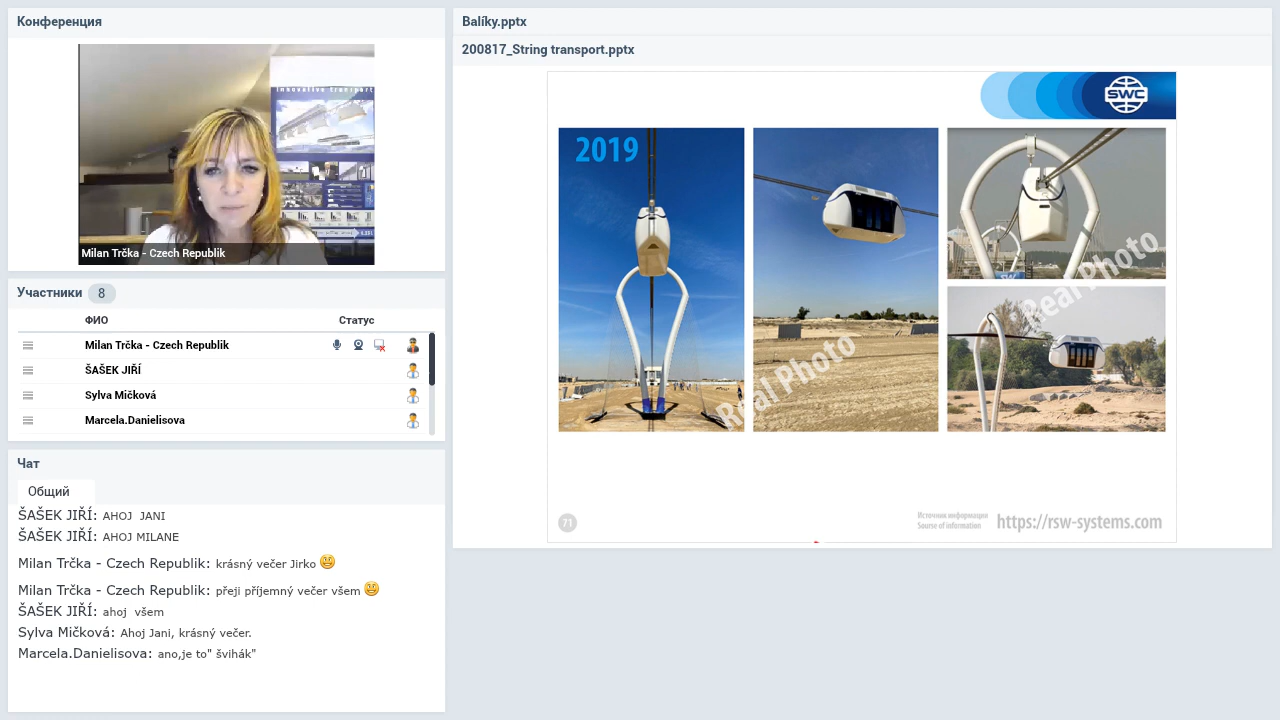 Конференция
innovative transport
Milan Trčka - Czech Republik
Участники 8
ФИО Статус
Milan Trčka - Czech Republik
ŠAŠEK JIŘÍ
Sylva Mičková
Marcela.Danielisova
Чат
Общий
ŠAŠEK JIŘÍ: AHOJ JANI
ŠAŠEK JIŘÍ: AHOJ MILANE
Milan Trčka - Czech Republik: krásný večer Jirko
Milan Trčka - Czech Republik: přeji příjemný večer všem
ŠAŠEK JIŘÍ: ahoj všem
Sylva Mičková: Ahoj Jani, krásný večer.
Marcela.Danielisova: ano,je to" švihák"
Balíky.pptx
200817_String transport.pptx
SWC
2019
Real Photo
Real Photo
71
Источник информации
Sourse of information
https://rsw-systems.com